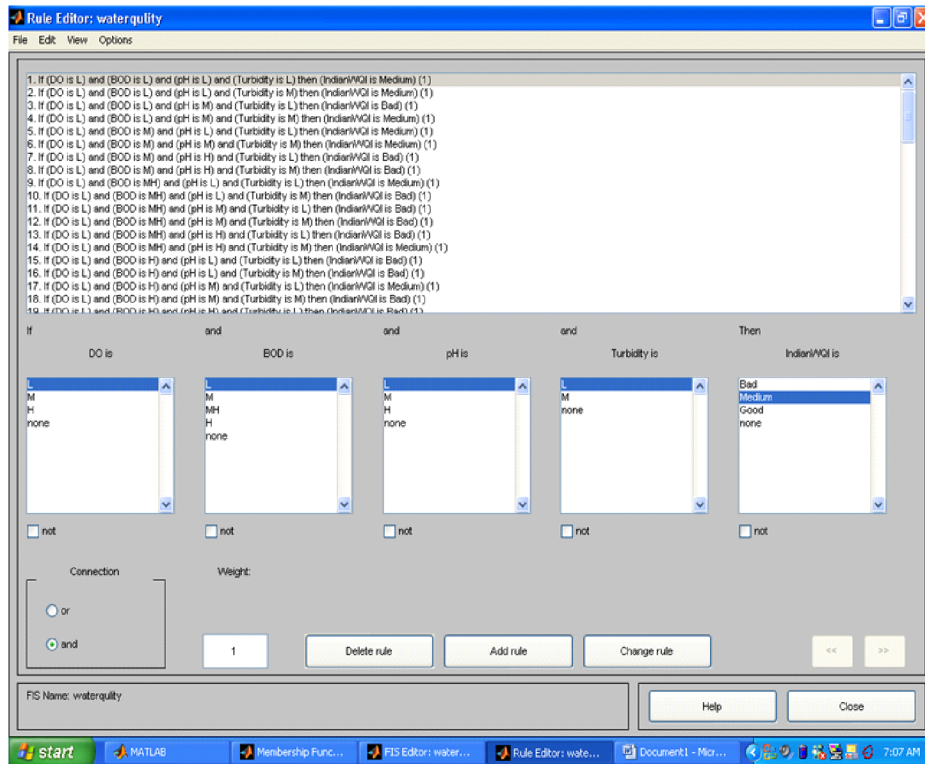 Rule Editor: waterqulity
File Edit View Options
1. If (DO is L) and (BOD is L) and (pH is L) and (Turbidity is L) then (IndianWQI is Medium) (1)
2. If (DO is L) and (BOD is L) and (pH is L) and (Turbidity is M) then (IndianWQI is Medium) (1)
3. If (DO is L) and (BOD is L) and (pH is M) and (Turbidity is L) then (IndianWQI is Bad) (1)
4. If (DO is L) and (BOD is L) and (pH is M) and (Turbidity is M) then (IndianWQI is Medium) (1)
5. If (DO is L) and (BOD is M) and (pH is L) and (Turbidity is L) then (IndianWQI is Medium) (1)
6. If (DO is L) and (BOD is M) and (pH is M) and (Turbidity is M) then (IndianWQI is Medium) (1)
7. If (DO is L) and (BOD is M) and (pH is H) and (Turbidity is L) then (IndianWQI is Bad) (1)
8. If (DO is L) and (BOD is M) and (pH is H) and (Turbidity is M) then (IndianWQI is Bad) (1)
9. If (DO is L) and (BOD is MH) and (pH is L) and (Turbidity is L) then (IndianWQI is Medium) (1)
10. If (DO is L) and (BOD is MH) and (pH is L) and (Turbidity is M) then (IndianWQI is Bad) (1)
11. If (DO is L) and (BOD is MH) and (pH is M) and (Turbidity is L) then (IndianWQI is Bad) (1)
12. If (DO is L) and (BOD is MH) and (pH is M) and (Turbidity is M) then (IndianWQI is Bad) (1)
13. If (DO is L) and (BOD is MH) and (pH is H) and (Turbidity is L) then (IndianWQI is Bad) (1)
14. If (DO is L) and (BOD is MH) and (pH is H) and (Turbidity is M) then (IndianWQI is Medium) (1)
15. If (DO is L) and (BOD is H) and (pH is L) and (Turbidity is L) then (IndianWQI is Bad) (1)
16. If (DO is L) and (BOD is H) and (pH is L) and (Turbidity is M) then (IndianWQI is Bad) (1)
17. If (DO is L) and (BOD is H) and (pH is M) and (Turbidity is L) then (IndianWQI is Medium) (1)
18. If (DO is L) and (BOD is H) and (pH is M) and (Turbidity is M) then (IndianWQI is Bad) (1)
19. If (DO is L) and (BOD is H) and (pH is H) and (Turbidity is L) then (IndianWQI is Bad) (1)
If and and and Then
DO is BOD is pH is Turbidity is IndianWQI is
L L L L Bad
M M M M Medium
H MH H none Good
none H none none
none
not not not not not
Connection Weight:
or
and 1 Delete rule Add rule Change rule << >>
FIS Name: waterqulity Help Close
start MATLAB Membership Func... FIS Editor: water... Rule Editor: wate... Document1 - Micr... 7:07 AM